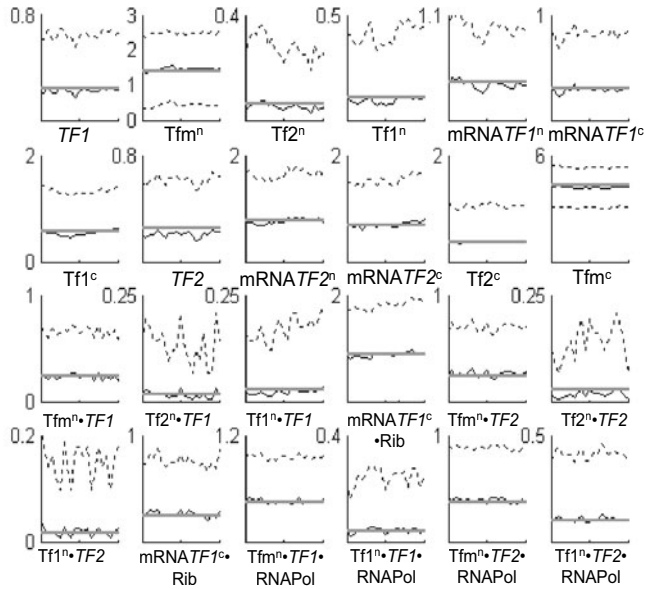 0.8 3 0.4 0.5 1.1 1
2
1
0 0
TF1 Tfmⁿ Tf2ⁿ Tf1ⁿ mRNATF1ⁿ mRNATF1ᶜ
2 0.8 2 2 2 6
0 0
Tf1ᶜ TF2 mRNATF2ⁿ mRNATF2ᶜ Tf2ᶜ Tfmᶜ
1 0.25 0.25 2 1 0.25
0
Tfmⁿ•TF1 Tf2ⁿ•TF1 Tf1ⁿ•TF1 mRNATF1ᶜ Tfmⁿ•TF2 Tf2ⁿ•TF2
•Rib
0.2 1 1.2 0.4 1 0.5
0
Tf1ⁿ•TF2 mRNATF1ᶜ• Tfmⁿ•TF1• Tf1ⁿ•TF1• Tfmⁿ•TF2• Tf1ⁿ•TF2•
Rib RNAPol RNAPol RNAPol RNAPol